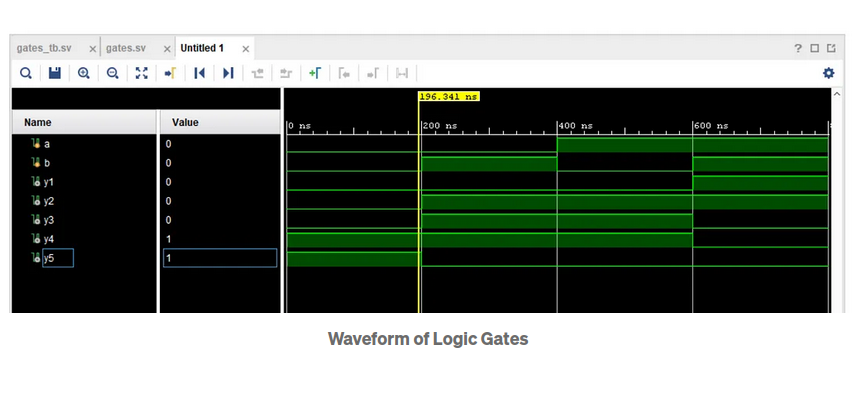 gates_tb.sv × gates.sv × Untitled 1 ×
?
196.341 ns
Name Value
0 ns 200 ns 400 ns 600 ns
a 0
b 0
y1 0
y2 0
y3 0
y4 1
y5 1
Waveform of Logic Gates